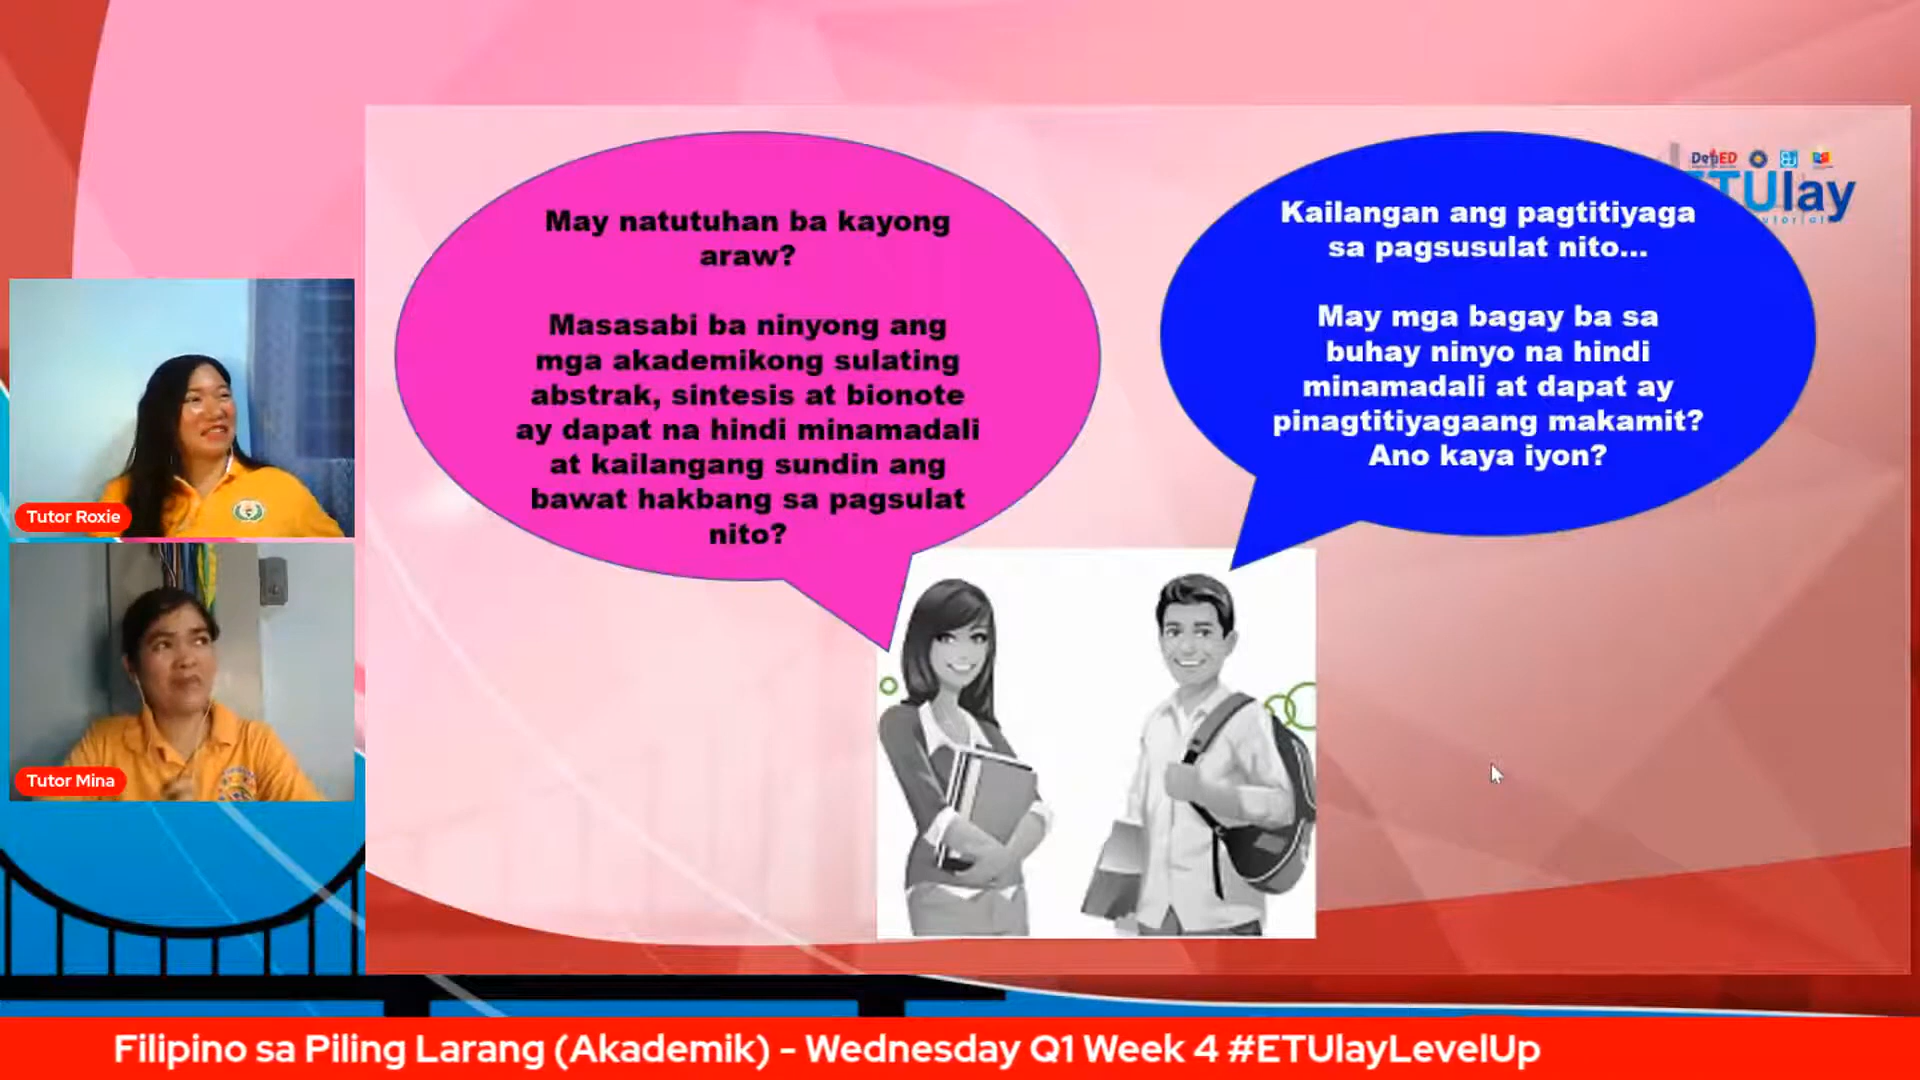 May natutuhan ba kayong
araw?
Masasabi ba ninyong ang
mga akademikong sulating
abstrak, sintesis at bionote
ay dapat na hindi minamadali
at kailangang sundin ang
bawat hakbang sa pagsulat
nito?
Kailangan ang pagtitiyaga
sa pagsusulat nito...
May mga bagay ba sa
buhay ninyo na hindi
minamadali at dapat ay
pinagtitiyagaang makamit?
Ano kaya iyon?
DepED
ETUlay
Tutor Roxie
Tutor Mina
Filipino sa Piling Larang (Akademik) - Wednesday Q1 Week 4 #ETUlayLevelUp